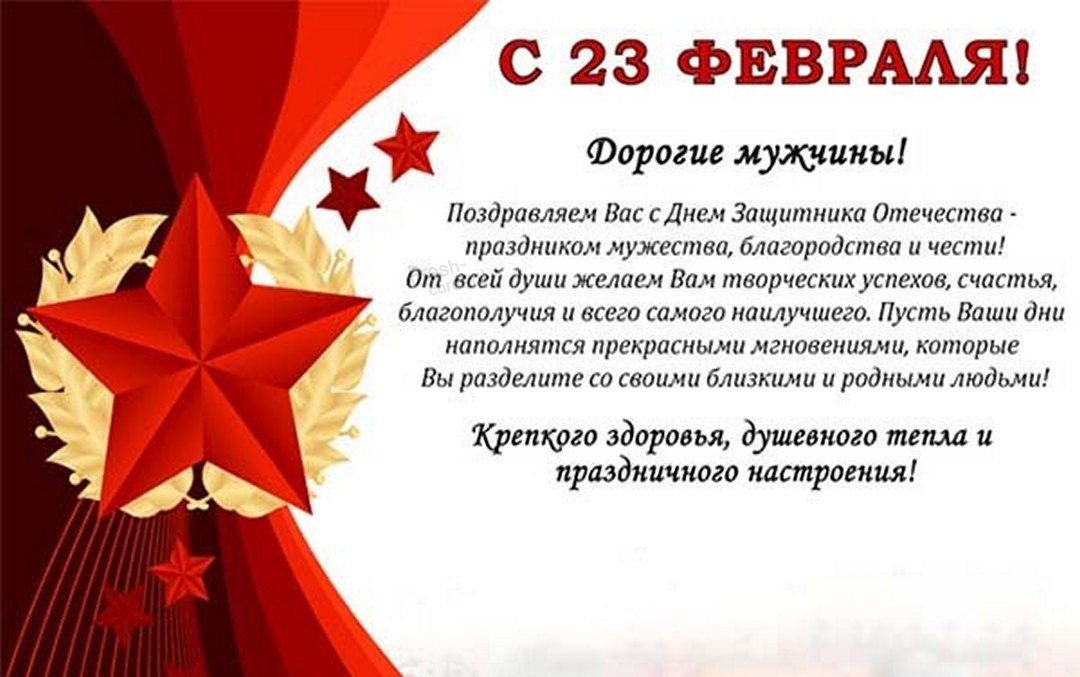 С 23 ФЕВРАЛЯ!
Дорогие мужчины!
Поздравляем Вас с Днем Защитника Отечества -
праздником мужества, благородства и чести!
От всей души желаем Вам творческих успехов, счастья,
благополучия и всего самого наилучшего. Пусть Ваши дни
наполнятся прекрасными мгновениями, которые
Вы разделите со своими близкими и родными людьми!
Крепкого здоровья, душевного тепла и
праздничного настроения!